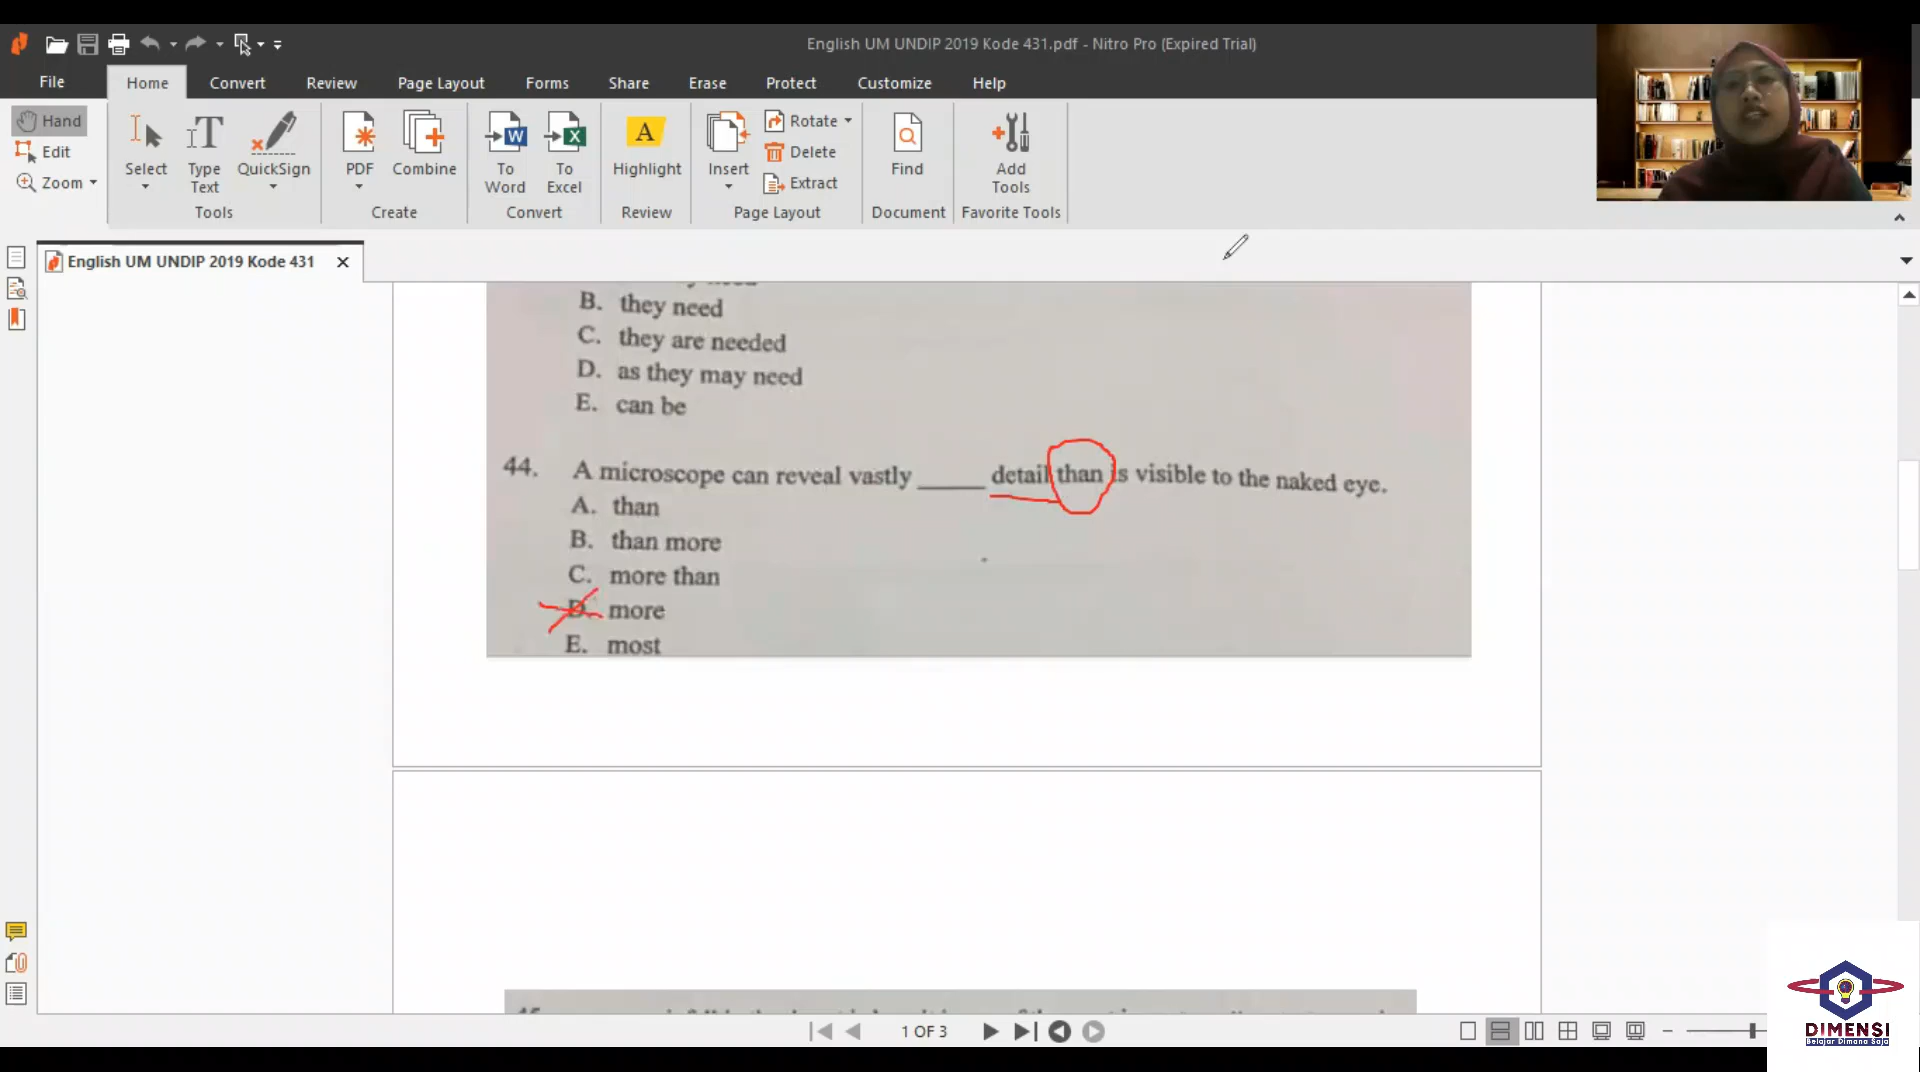 English UM UNDIP 2019 Kode 431.pdf - Nitro Pro (Expired Trial)
File Home Convert Review Page Layout Forms Share Erase Protect Customize Help
Hand
Edit
Zoom
Select
Type Text
QuickSign
Tools
PDF
Combine
Create
To Word
To Excel
Convert
A
Highlight
Review
Insert
Rotate
Delete
Extract
Page Layout
Find
Document
Add Tools
Favorite Tools
English UM UNDIP 2019 Kode 431
B. they need
C. they are needed
D. as they may need
E. can be
44. A microscope can reveal vastly _____ detail than is visible to the naked eye.
A. than
B. than more
C. more than
D. more
E. most
1 OF 3
DIMENSI
Belajar Dimana Saja